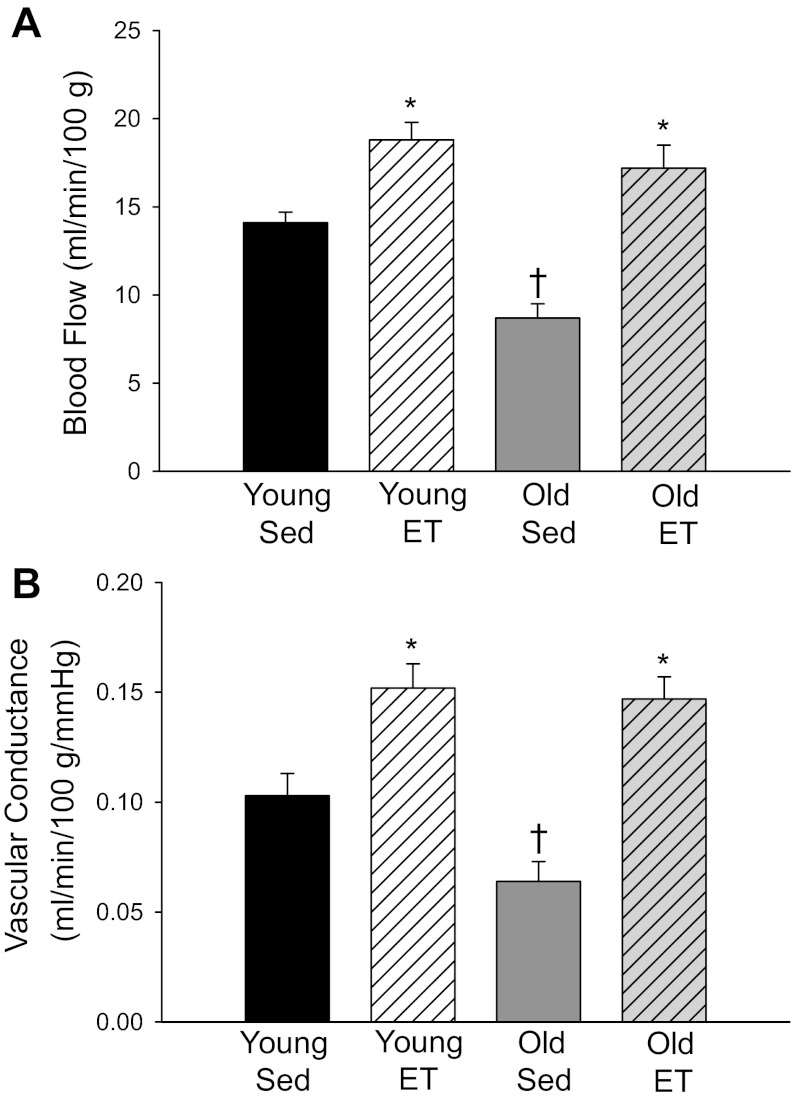 A
Blood Flow (ml/min/100 g)
25
20
15
10
5
0
*
*
†
Young
Sed
Young
ET
Old
Sed
Old
ET
B
Vascular Conductance
(ml/min/100 g/mmHg)
0.20
0.15
0.10
0.05
0.00
*
*
†
Young
Sed
Young
ET
Old
Sed
Old
ET